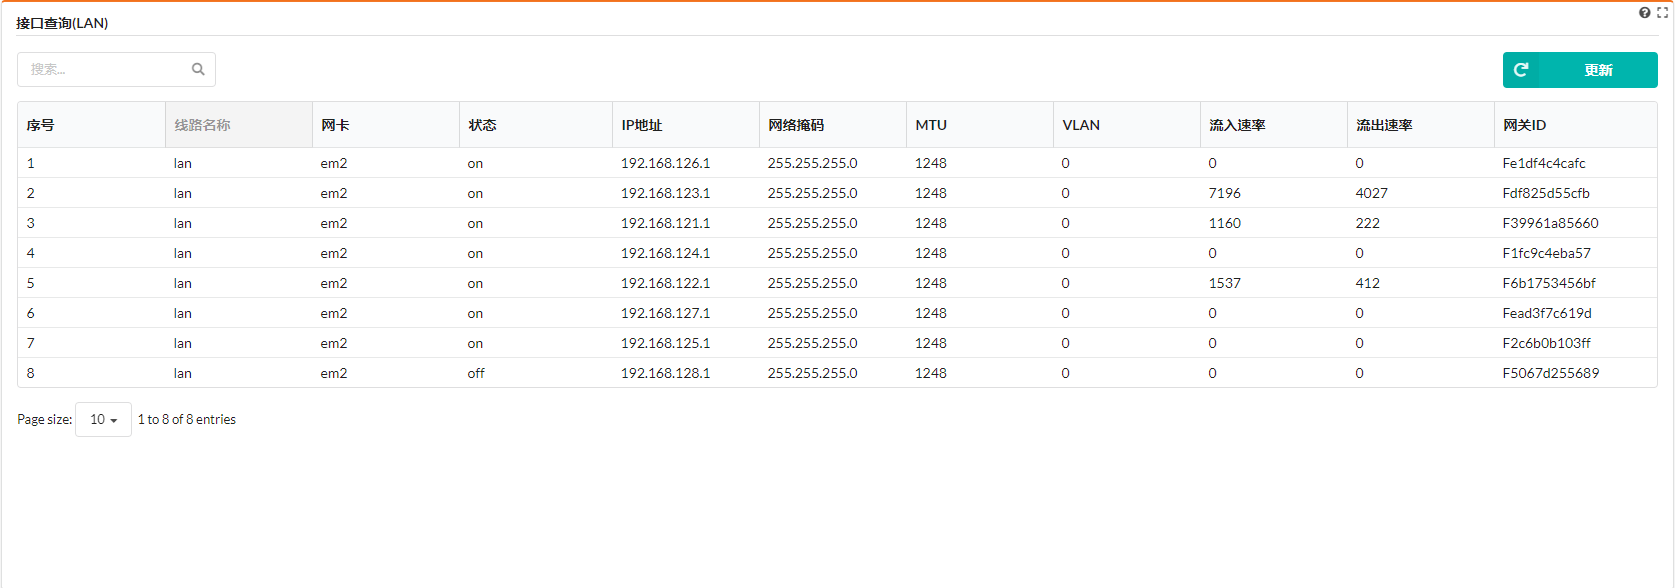 接口查询(LAN)
搜索...
更新
序号 线路名称 网卡 状态 IP地址 网络掩码 MTU VLAN 流入速率 流出速率 网关ID
1 lan em2 on 192.168.126.1 255.255.255.0 1248 0 0 0 Fe1df4c4cafc
2 lan em2 on 192.168.123.1 255.255.255.0 1248 0 7196 4027 Fdf825d55cfb
3 lan em2 on 192.168.121.1 255.255.255.0 1248 0 1160 222 F39961a85660
4 lan em2 on 192.168.124.1 255.255.255.0 1248 0 0 0 F1fc9c4eba57
5 lan em2 on 192.168.122.1 255.255.255.0 1248 0 1537 412 F6b1753456bf
6 lan em2 on 192.168.127.1 255.255.255.0 1248 0 0 0 Fead3f7c619d
7 lan em2 on 192.168.125.1 255.255.255.0 1248 0 0 0 F2c6b0b103ff
8 lan em2 off 192.168.128.1 255.255.255.0 1248 0 0 0 F5067d255689
Page size: 10 1 to 8 of 8 entries